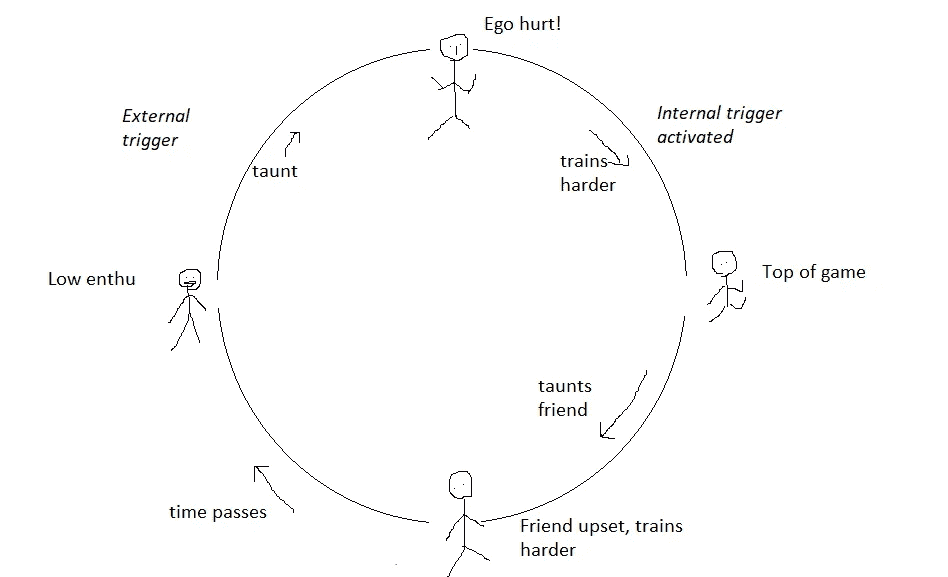 Ego hurt!
External
trigger
Internal trigger
activated
taunt
trains
harder
Low enthu
Top of game
taunts
friend
time passes
Friend upset, trains
harder